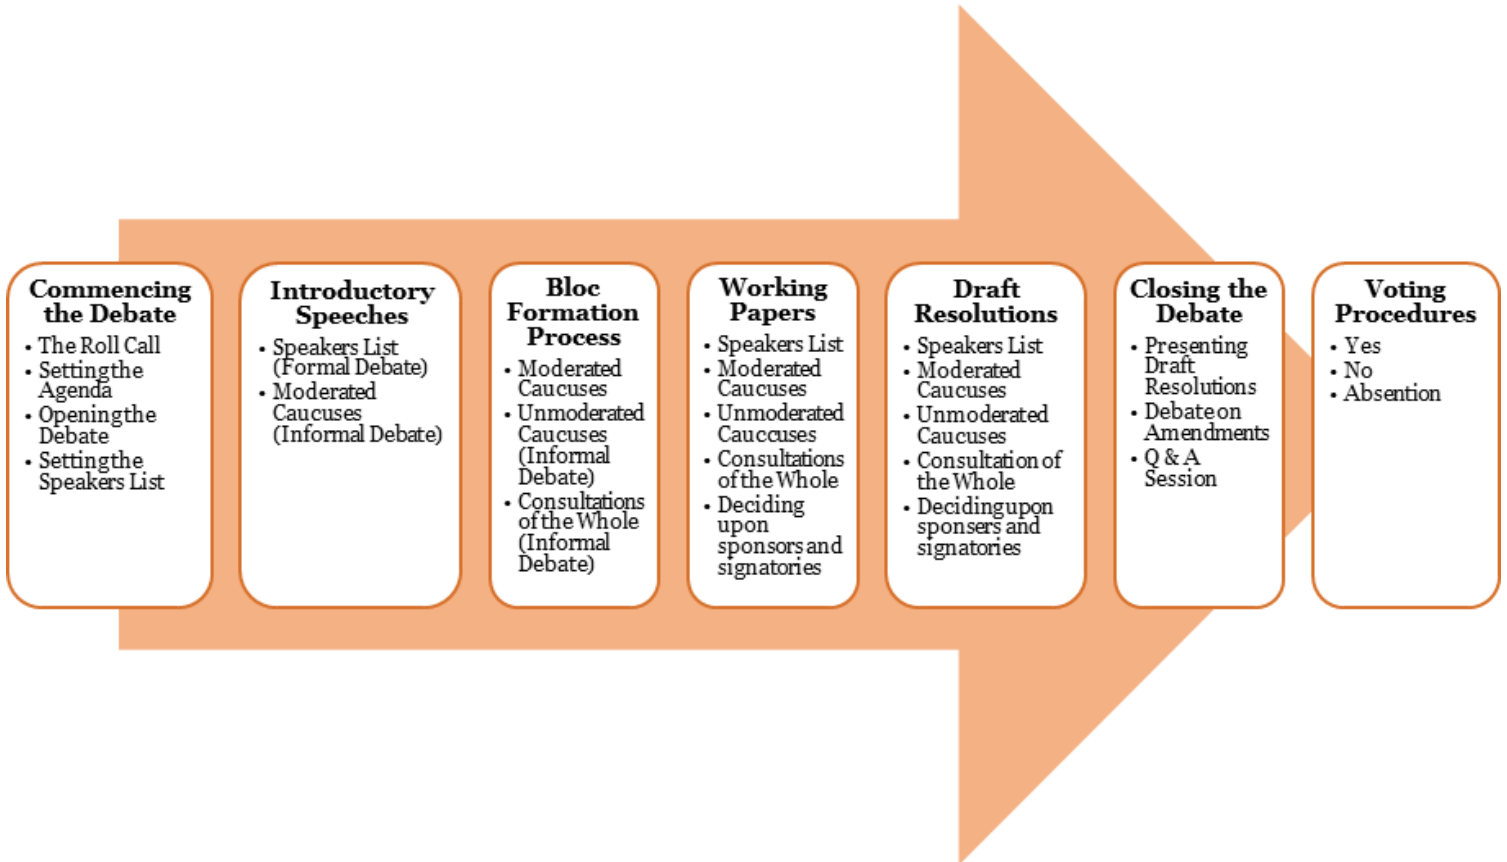 Commencing
the Debate
• The Roll Call
• Setting the
Agenda
• Opening the
Debate
• Setting the
Speakers List
Introductory
Speeches
• Speakers List
(Formal Debate)
• Moderated
Caucuses
(Informal Debate)
Bloc
Formation
Process
• Moderated
Caucuses
• Unmoderated
Caucuses
(Informal
Debate)
• Consultations
of the Whole
(Informal
Debate)
Working
Papers
• Speakers List
• Moderated
Caucuses
• Unmoderated
Cauccuses
• Consultations
of the Whole
• Deciding
upon
sponsors and
signatories
Draft
Resolutions
• Speakers List
• Moderated
Caucuses
• Unmoderated
Caucuses
• Consultation of
the Whole
• Deciding upon
sponsers and
signatories
Closing the
Debate
• Presenting
Draft
Resolutions
• Debate on
Amendments
• Q & A
Session
Voting
Procedures
• Yes
• No
• Absention